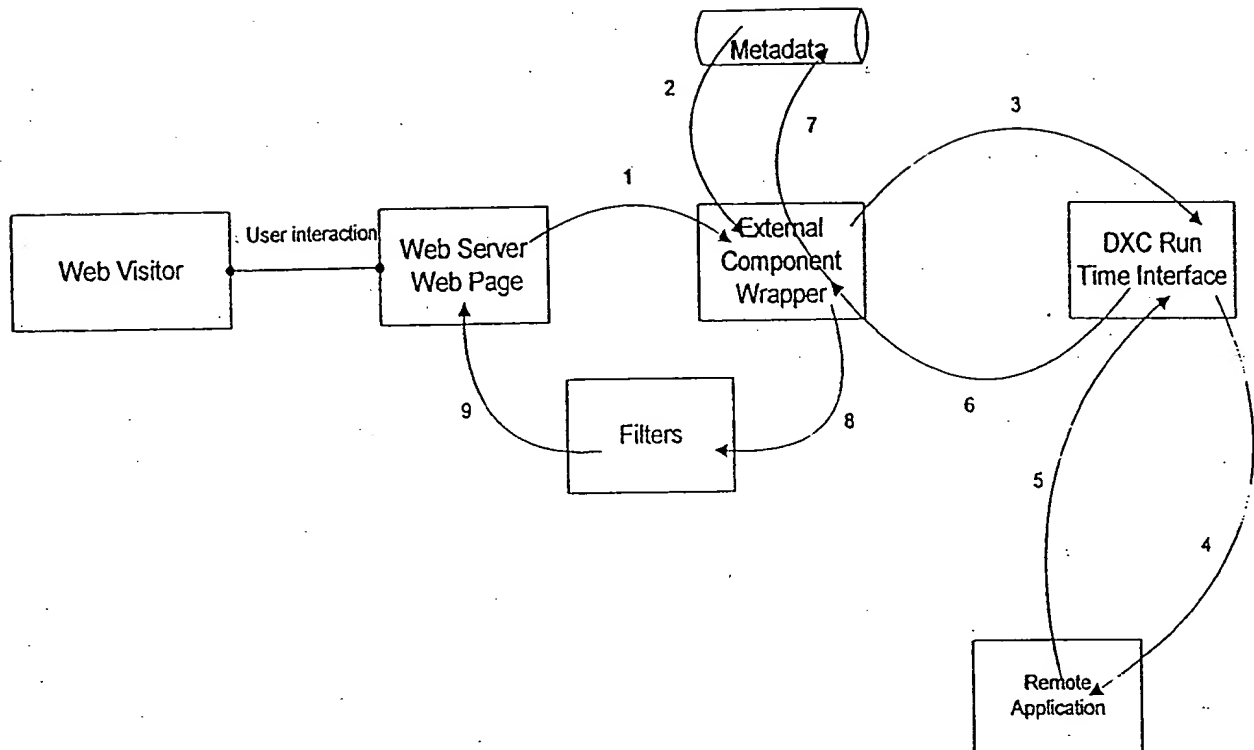 Metadata
2
7
3
1
Web Visitor
User interaction
Web Server
Web Page
External
Component
Wrapper
DXC Run
Time Interface
9
Filters
8
6
5
4
Remote
Application